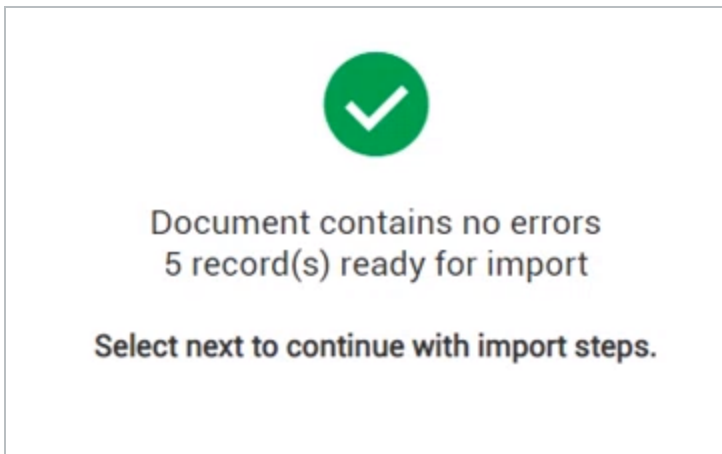 Document contains no errors
5 record(s) ready for import
Select next to continue with import steps.